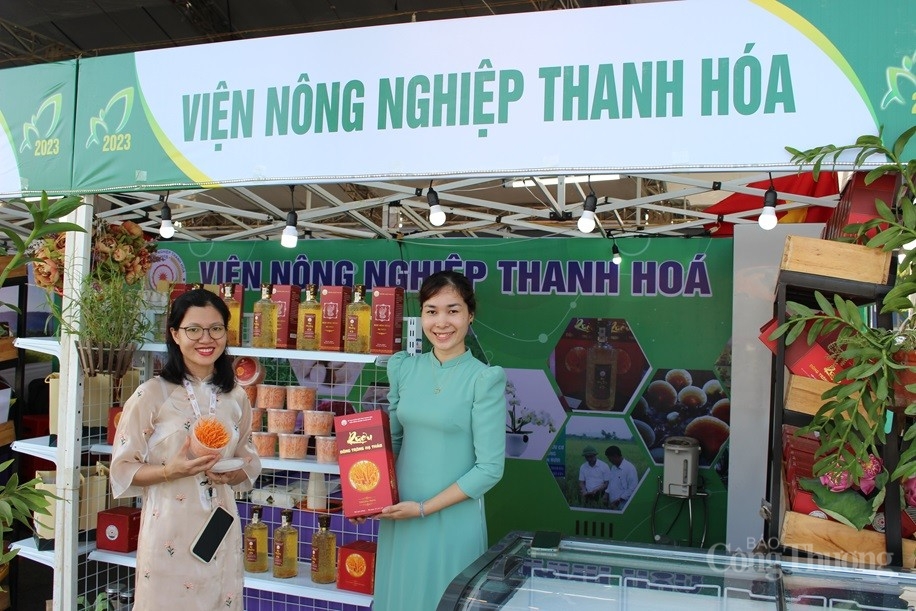 VIỆN NÔNG NGHIỆP THANH HÓA
2023
2023
VIỆN NÔNG NGHIỆP THANH HOÁ
Rượu
ĐÔNG TRÙNG HẠ THẢO
BÁO
Công Thương